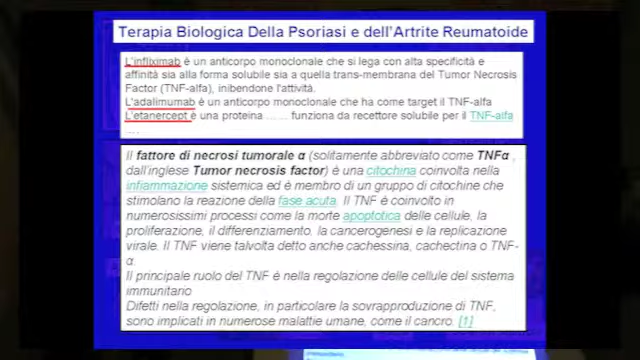 Terapia Biologica Della Psoriasi e dell'Artrite Reumatoide
L'infliximab è un anticorpo monoclonale che si lega con alta specificità e
affinità sia alla forma solubile sia a quella trans-membrana del Tumor Necrosis
Factor (TNF-alfa), inibendone l'attività.
L'adalimumab è un anticorpo monoclonale che ha come target il TNF-alfa
L'etanercept è una proteina …… funziona da recettore solubile per il TNF-alfa
…
Il fattore di necrosi tumorale α (solitamente abbreviato come TNFα ,
dall'inglese Tumor necrosis factor) è una citochina coinvolta nella
infiammazione sistemica ed è membro di un gruppo di citochine che
stimolano la reazione della fase acuta. Il TNF è coinvolto in
numerosissimi processi come la morte apoptotica delle cellule, la
proliferazione, il differenziamento, la cancerogenesi e la replicazione
virale. Il TNF viene talvolta detto anche cachessina, cachectina o TNF-
α.
Il principale ruolo del TNF è nella regolazione delle cellule del sistema
immunitario
Difetti nella regolazione, in particolare la sovrapproduzione di TNF,
sono implicati in numerose malattie umane, come il cancro. [1]